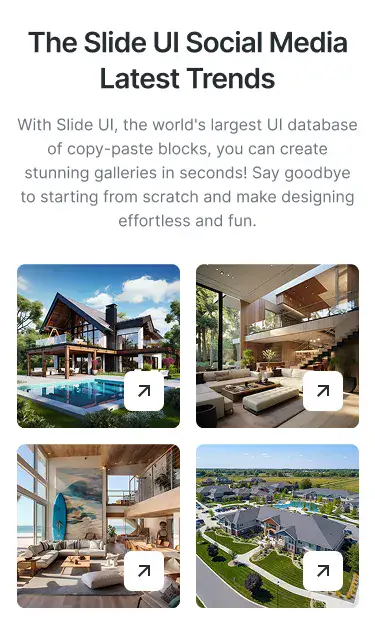 The Slide UI Social Media
Latest Trends
With Slide UI, the world's largest UI database
of copy-paste blocks, you can create
stunning galleries in seconds! Say goodbye
to starting from scratch and make designing
effortless and fun.